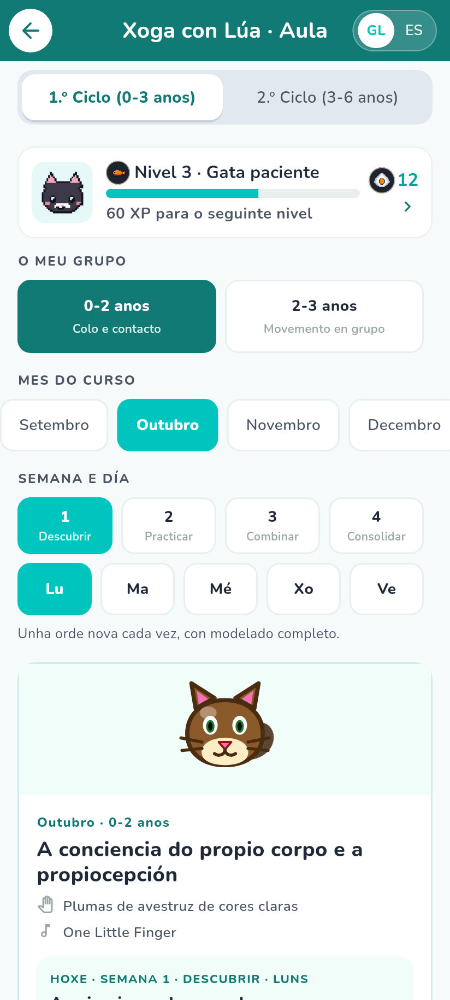 Xoga con Lúa · Aula
GL ES
1.º Ciclo (0-3 anos)
2.º Ciclo (3-6 anos)
Nivel 3 · Gata paciente
12
60 XP para o seguinte nivel
O MEU GRUPO
0-2 anos
Colo e contacto
2-3 anos
Movemento en grupo
MES DO CURSO
Setembro
Outubro
Novembro
Decembro
SEMANA E DÍA
1
Descubrir
2
Practicar
3
Combinar
4
Consolidar
Lu
Ma
Mé
Xo
Ve
Unha orde nova cada vez, con modelado completo.
Outubro · 0-2 anos
A conciencia do propio corpo e a
propiocepción
Plumas de avestruz de cores claras
One Little Finger
HOXE · SEMANA 1 · DESCUBRIR · LUNS